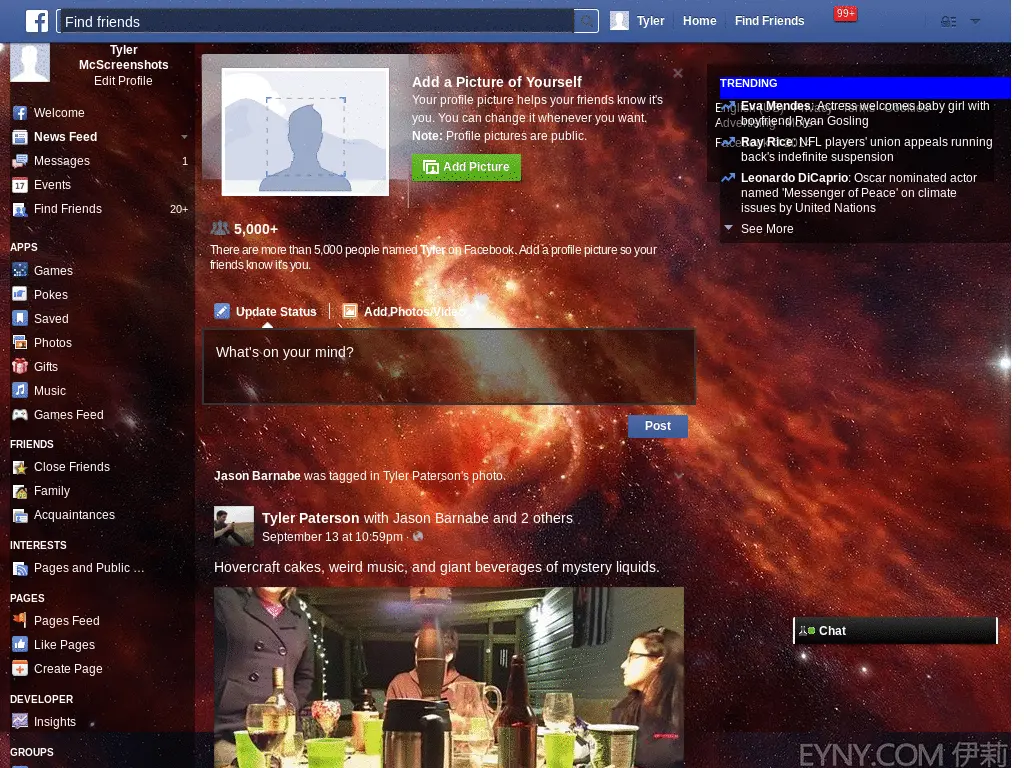 Find friends
Tyler
Home
Find Friends
99+
Tyler
McScreenshots
Edit Profile
Welcome
News Feed
Messages 1
Events
Find Friends 20+
APPS
Games
Pokes
Saved
Photos
Gifts
Music
Games Feed
FRIENDS
Close Friends
Family
Acquaintances
INTERESTS
Pages and Public ...
PAGES
Pages Feed
Like Pages
Create Page
DEVELOPER
Insights
GROUPS
Add a Picture of Yourself
Your profile picture helps your friends know it's
you. You can change it whenever you want.
Note: Profile pictures are public.
Add Picture
5,000+
There are more than 5,000 people named Tyler on Facebook. Add a profile picture so your
friends know it's you.
Update Status
Add Photos/Video
What's on your mind?
Post
Jason Barnabe was tagged in Tyler Paterson's photo.
Tyler Paterson with Jason Barnabe and 2 others
September 13 at 10:59pm ·
Hovercraft cakes, weird music, and giant beverages of mystery liquids.
TRENDING
Eva Mendes: Actress welcomes baby girl with
boyfriend Ryan Gosling
Ray Rice: NFL players' union appeals running
back's indefinite suspension
Leonardo DiCaprio: Oscar nominated actor
named 'Messenger of Peace' on climate
issues by United Nations
See More
Chat
EYNY.COM 伊莉